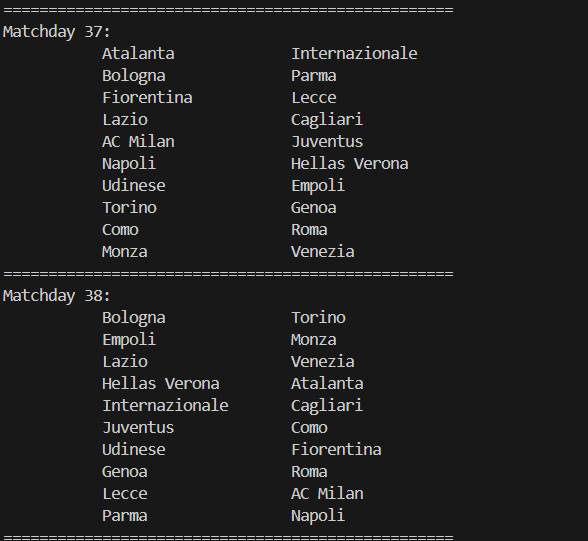 ==================================================
Matchday 37:
Atalanta Internazionale
Bologna Parma
Fiorentina Lecce
Lazio Cagliari
AC Milan Juventus
Napoli Hellas Verona
Udinese Empoli
Torino Genoa
Como Roma
Monza Venezia
==================================================
Matchday 38:
Bologna Torino
Empoli Monza
Lazio Venezia
Hellas Verona Atalanta
Internazionale Cagliari
Juventus Como
Udinese Fiorentina
Genoa Roma
Lecce AC Milan
Parma Napoli
==================================================